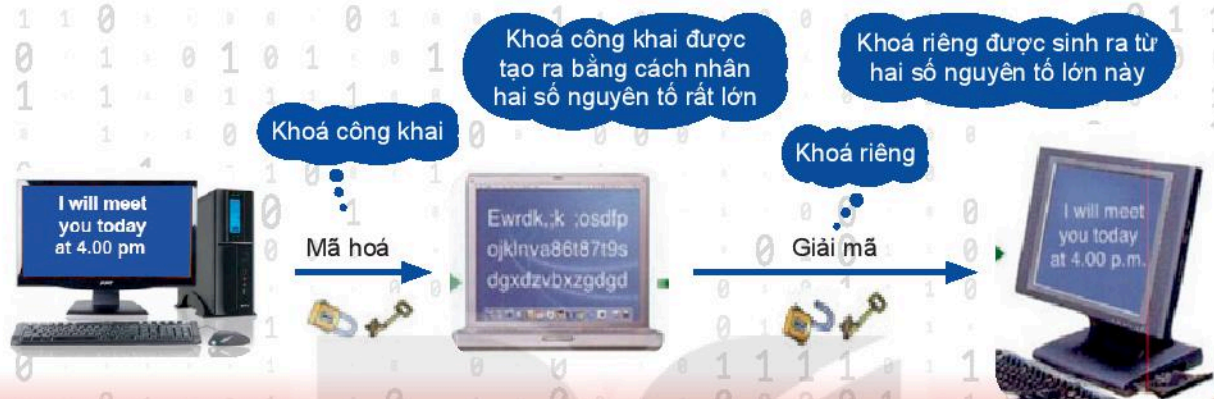 Khoá công khai được
tạo ra bằng cách nhân
hai số nguyên tố rất lớn
Khoá riêng được sinh ra từ
hai số nguyên tố lớn này
Khoá công khai
Khoá riêng
I will meet
you today
at 4.00 pm
Mã hoá
Ewrdk,;k :osdfp
ojklnva86t87t9s
dgxdzvbxzgdgd
Giải mã
I will meet
you today
at 4.00 p.m.